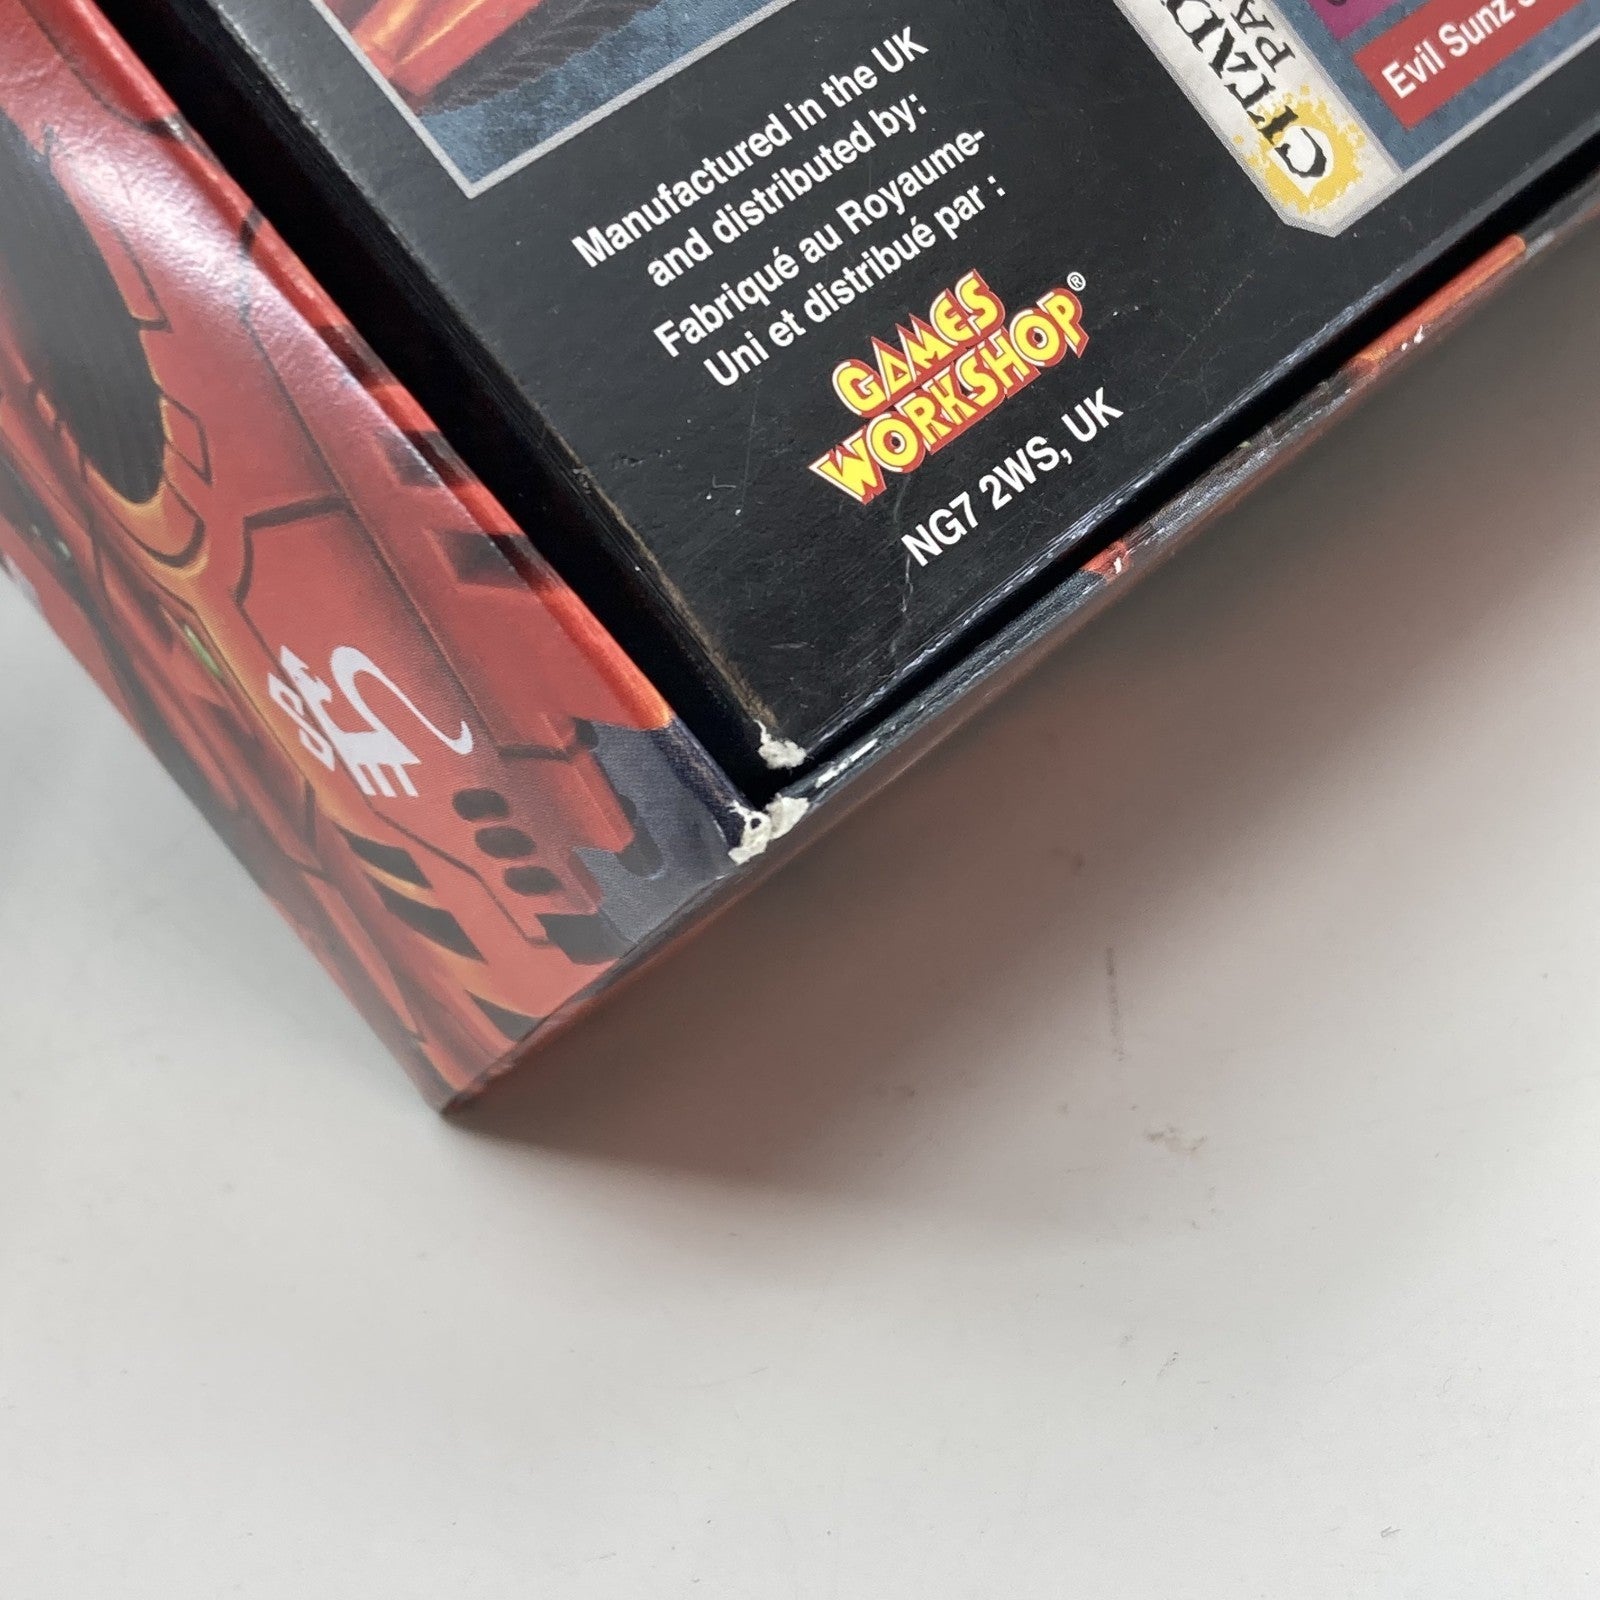 Manufactured in the UK
and distributed by:
Fabriqué au Royaume-
Uni et distribué par :
GAMES
WORKSHOP®
NG7 2WS, UK
Evil Sunz